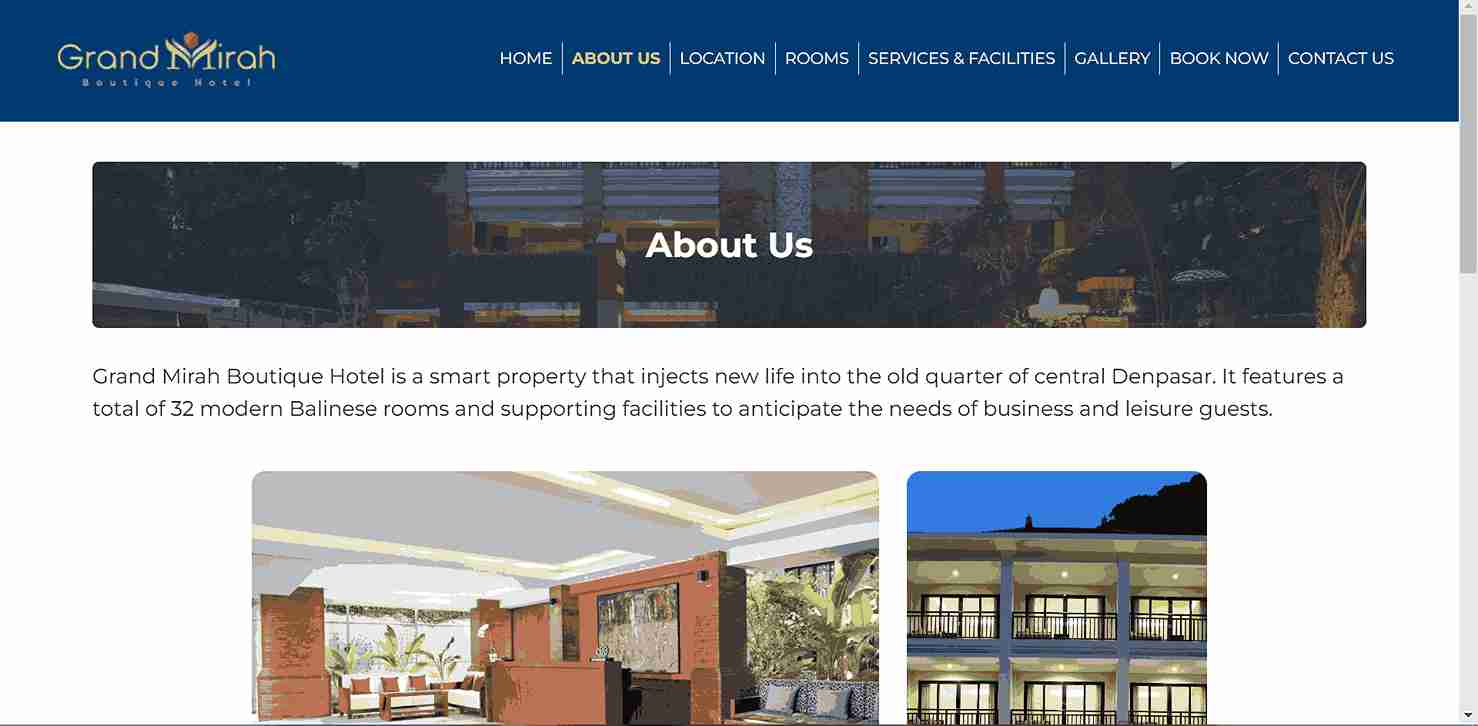 Grand Mirah
Boutique Hotel
HOME
ABOUT US
LOCATION
ROOMS
SERVICES & FACILITIES
GALLERY
BOOK NOW
CONTACT US
About Us
Grand Mirah Boutique Hotel is a smart property that injects new life into the old quarter of central Denpasar. It features a
total of 32 modern Balinese rooms and supporting facilities to anticipate the needs of business and leisure guests.